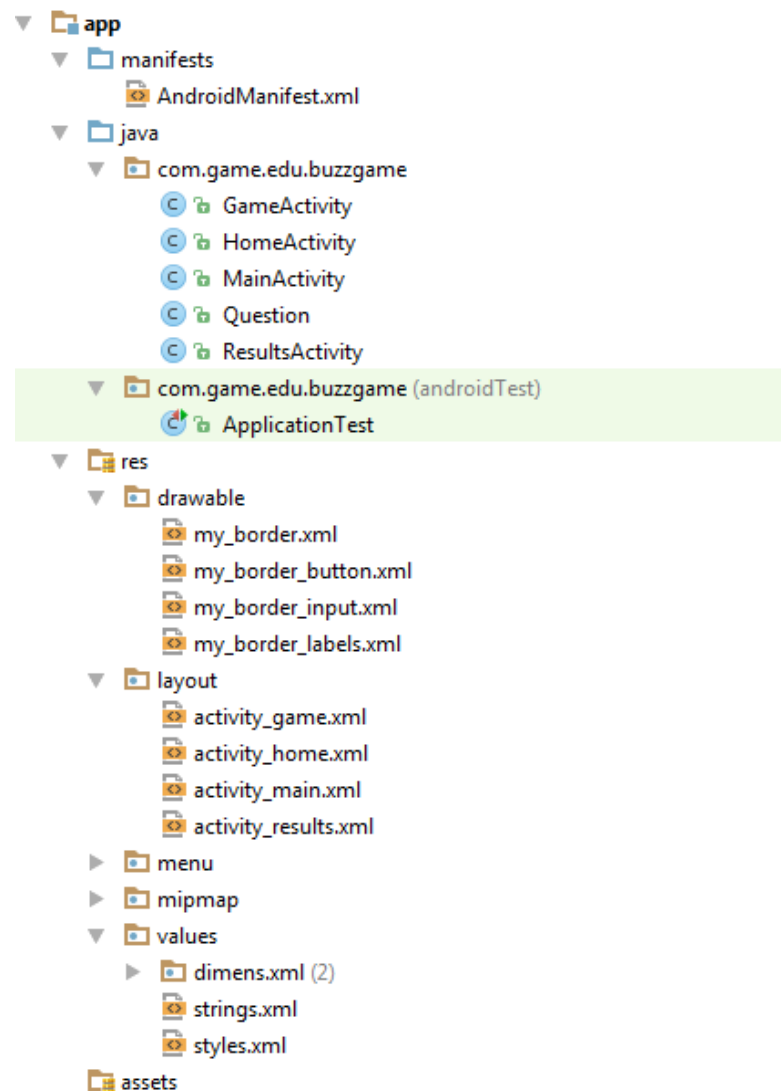 app
manifests
AndroidManifest.xml
java
com.game.edu.buzzgame
C GameActivity
C HomeActivity
C MainActivity
C Question
C ResultsActivity
com.game.edu.buzzgame (androidTest)
C ApplicationTest
res
drawable
my_border.xml
my_border_button.xml
my_border_input.xml
my_border_labels.xml
layout
activity_game.xml
activity_home.xml
activity_main.xml
activity_results.xml
menu
mipmap
values
dimens.xml (2)
strings.xml
styles.xml
assets